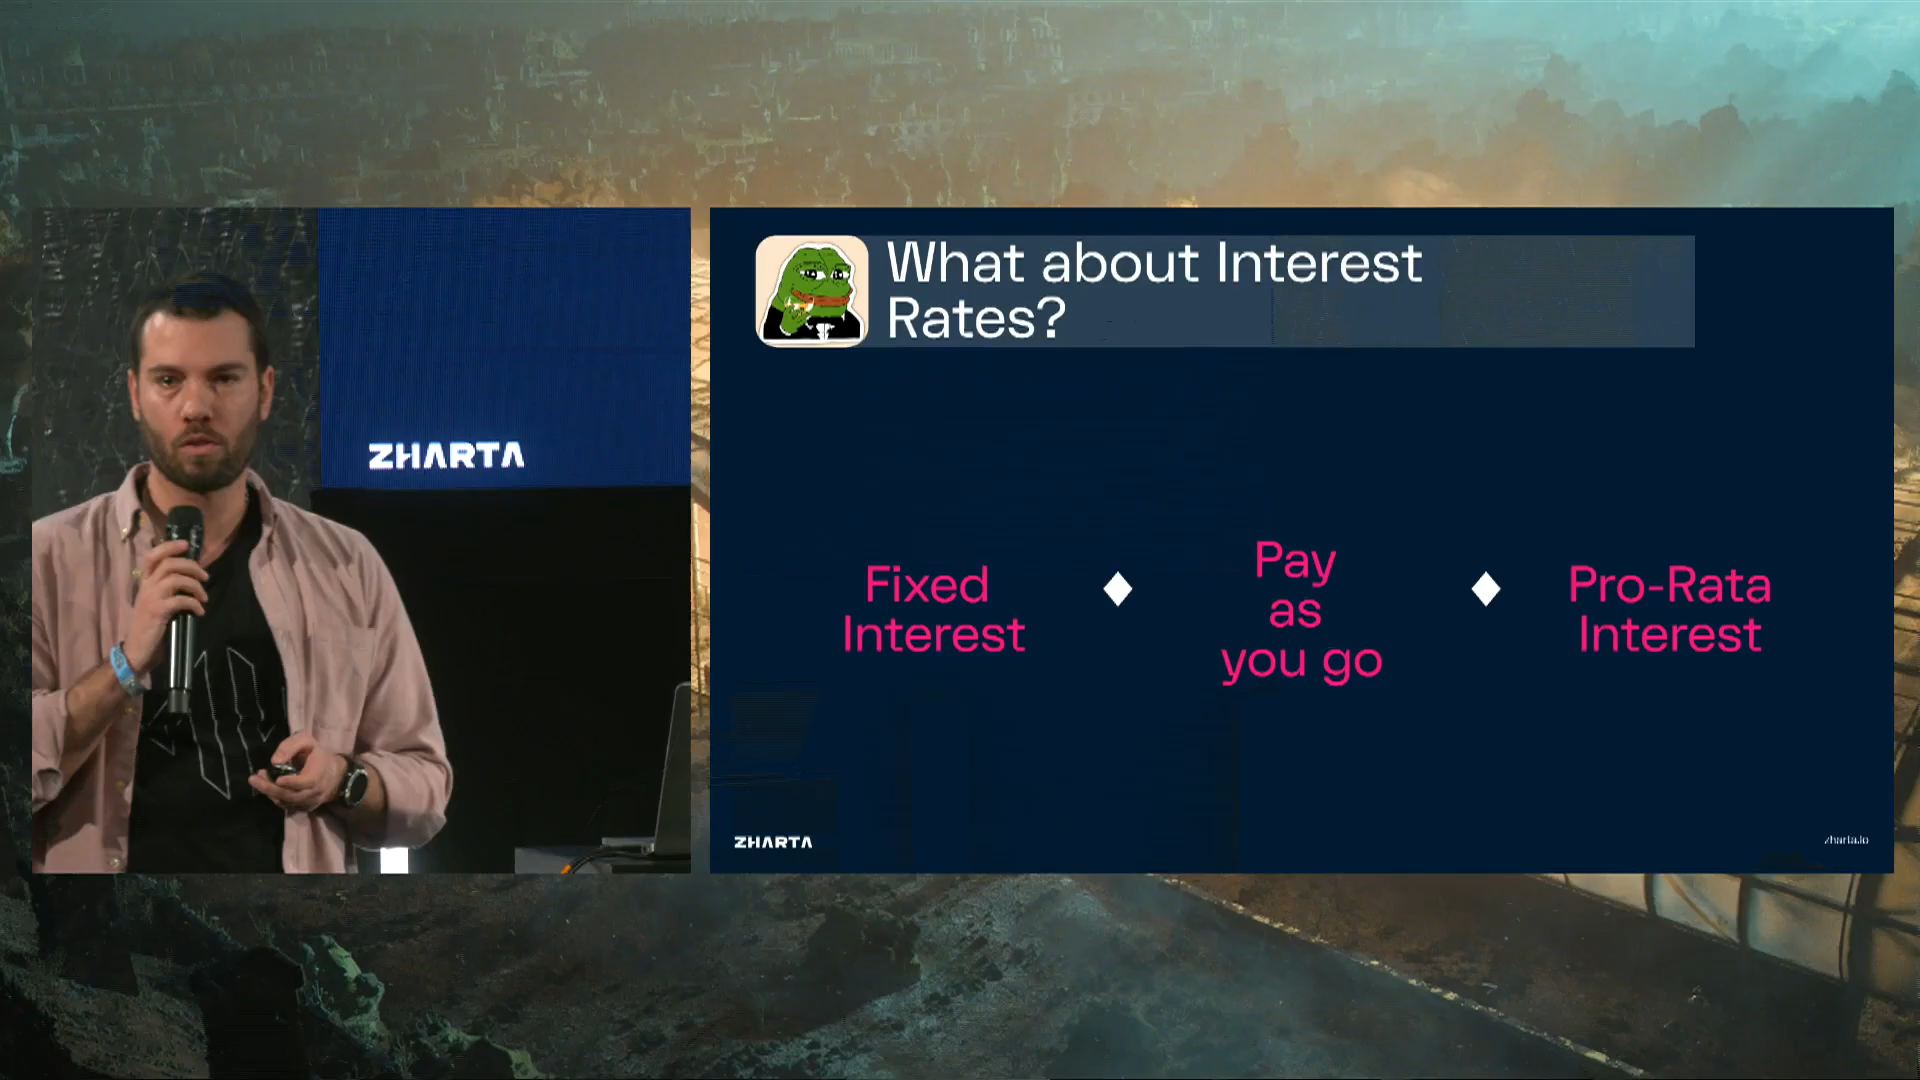 ZHARTA
What about Interest
Rates?
Fixed
Interest
Pay
as
you go
Pro-Rata
Interest
ZHARTA
zharta.io